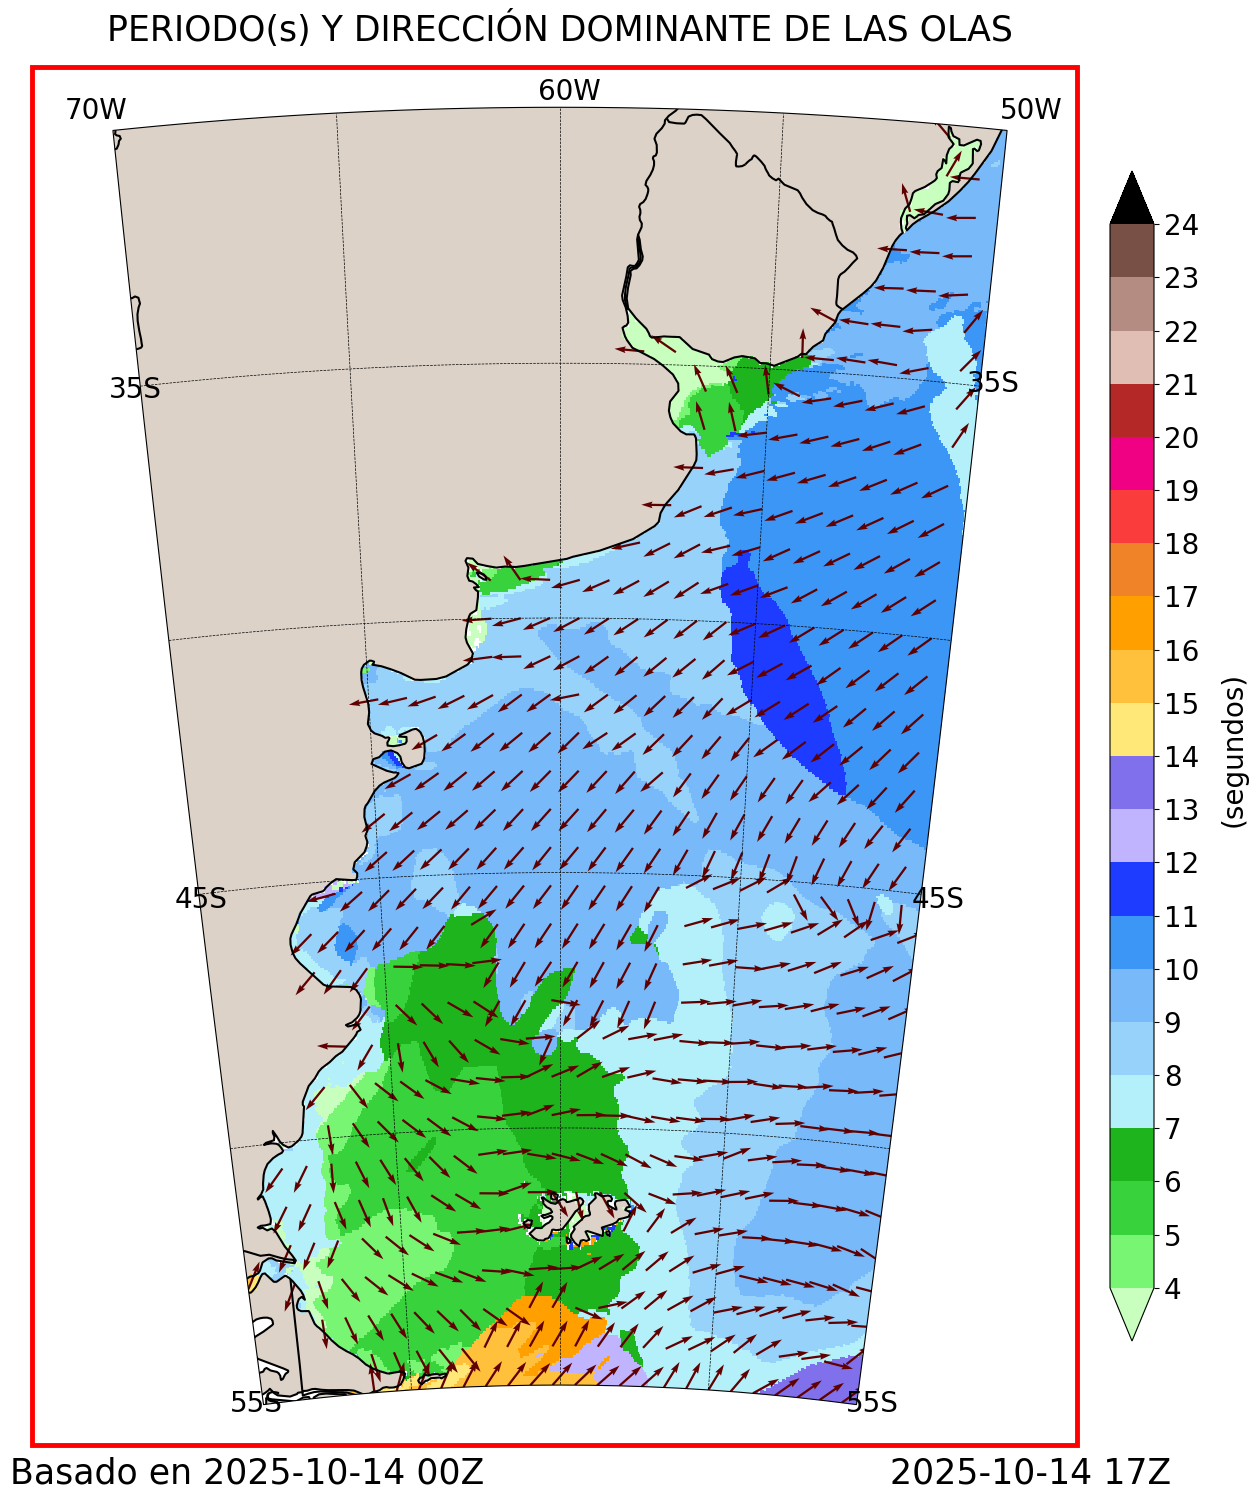 PERIODO(s) Y DIRECCIÓN DOMINANTE DE LAS OLAS
70W
60W
50W
35S
35S
45S
45S
55S
55S
24
23
22
21
20
19
18
17
16
15
14
13
12
11
10
9
8
7
6
5
4
(segundos)
Basado en 2025-10-14 00Z
2025-10-14 17Z